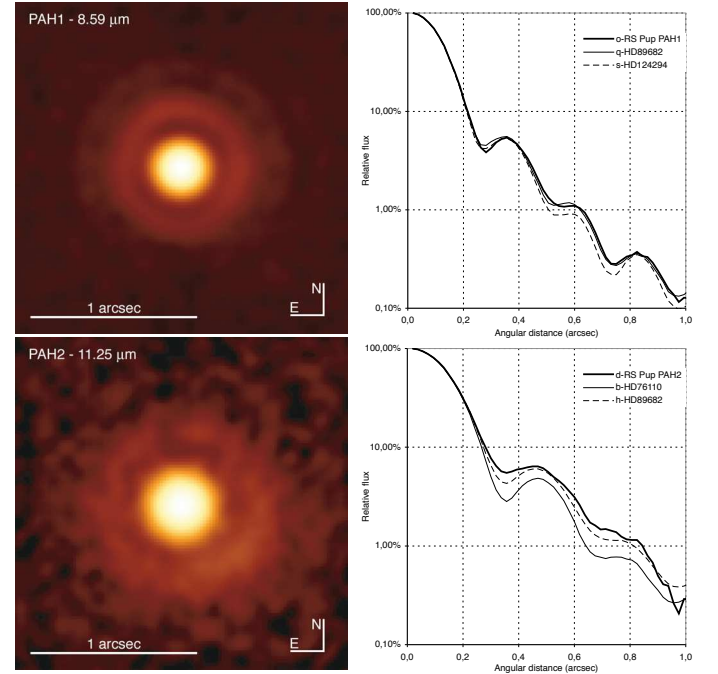 PAH1 - 8.59 µm
N
E
1 arcsec
100,00%
10,00%
1,00%
0,10%
Relative flux
o-RS Pup PAH1
q-HD89682
s-HD124294
0,0 0,2 0,4 0,6 0,8 1,0
Angular distance (arcsec)
PAH2 - 11.25 µm
N
E
1 arcsec
100,00%
10,00%
1,00%
0,10%
Relative flux
d-RS Pup PAH2
b-HD76110
h-HD89682
0,0 0,2 0,4 0,6 0,8 1,0
Angular distance (arcsec)